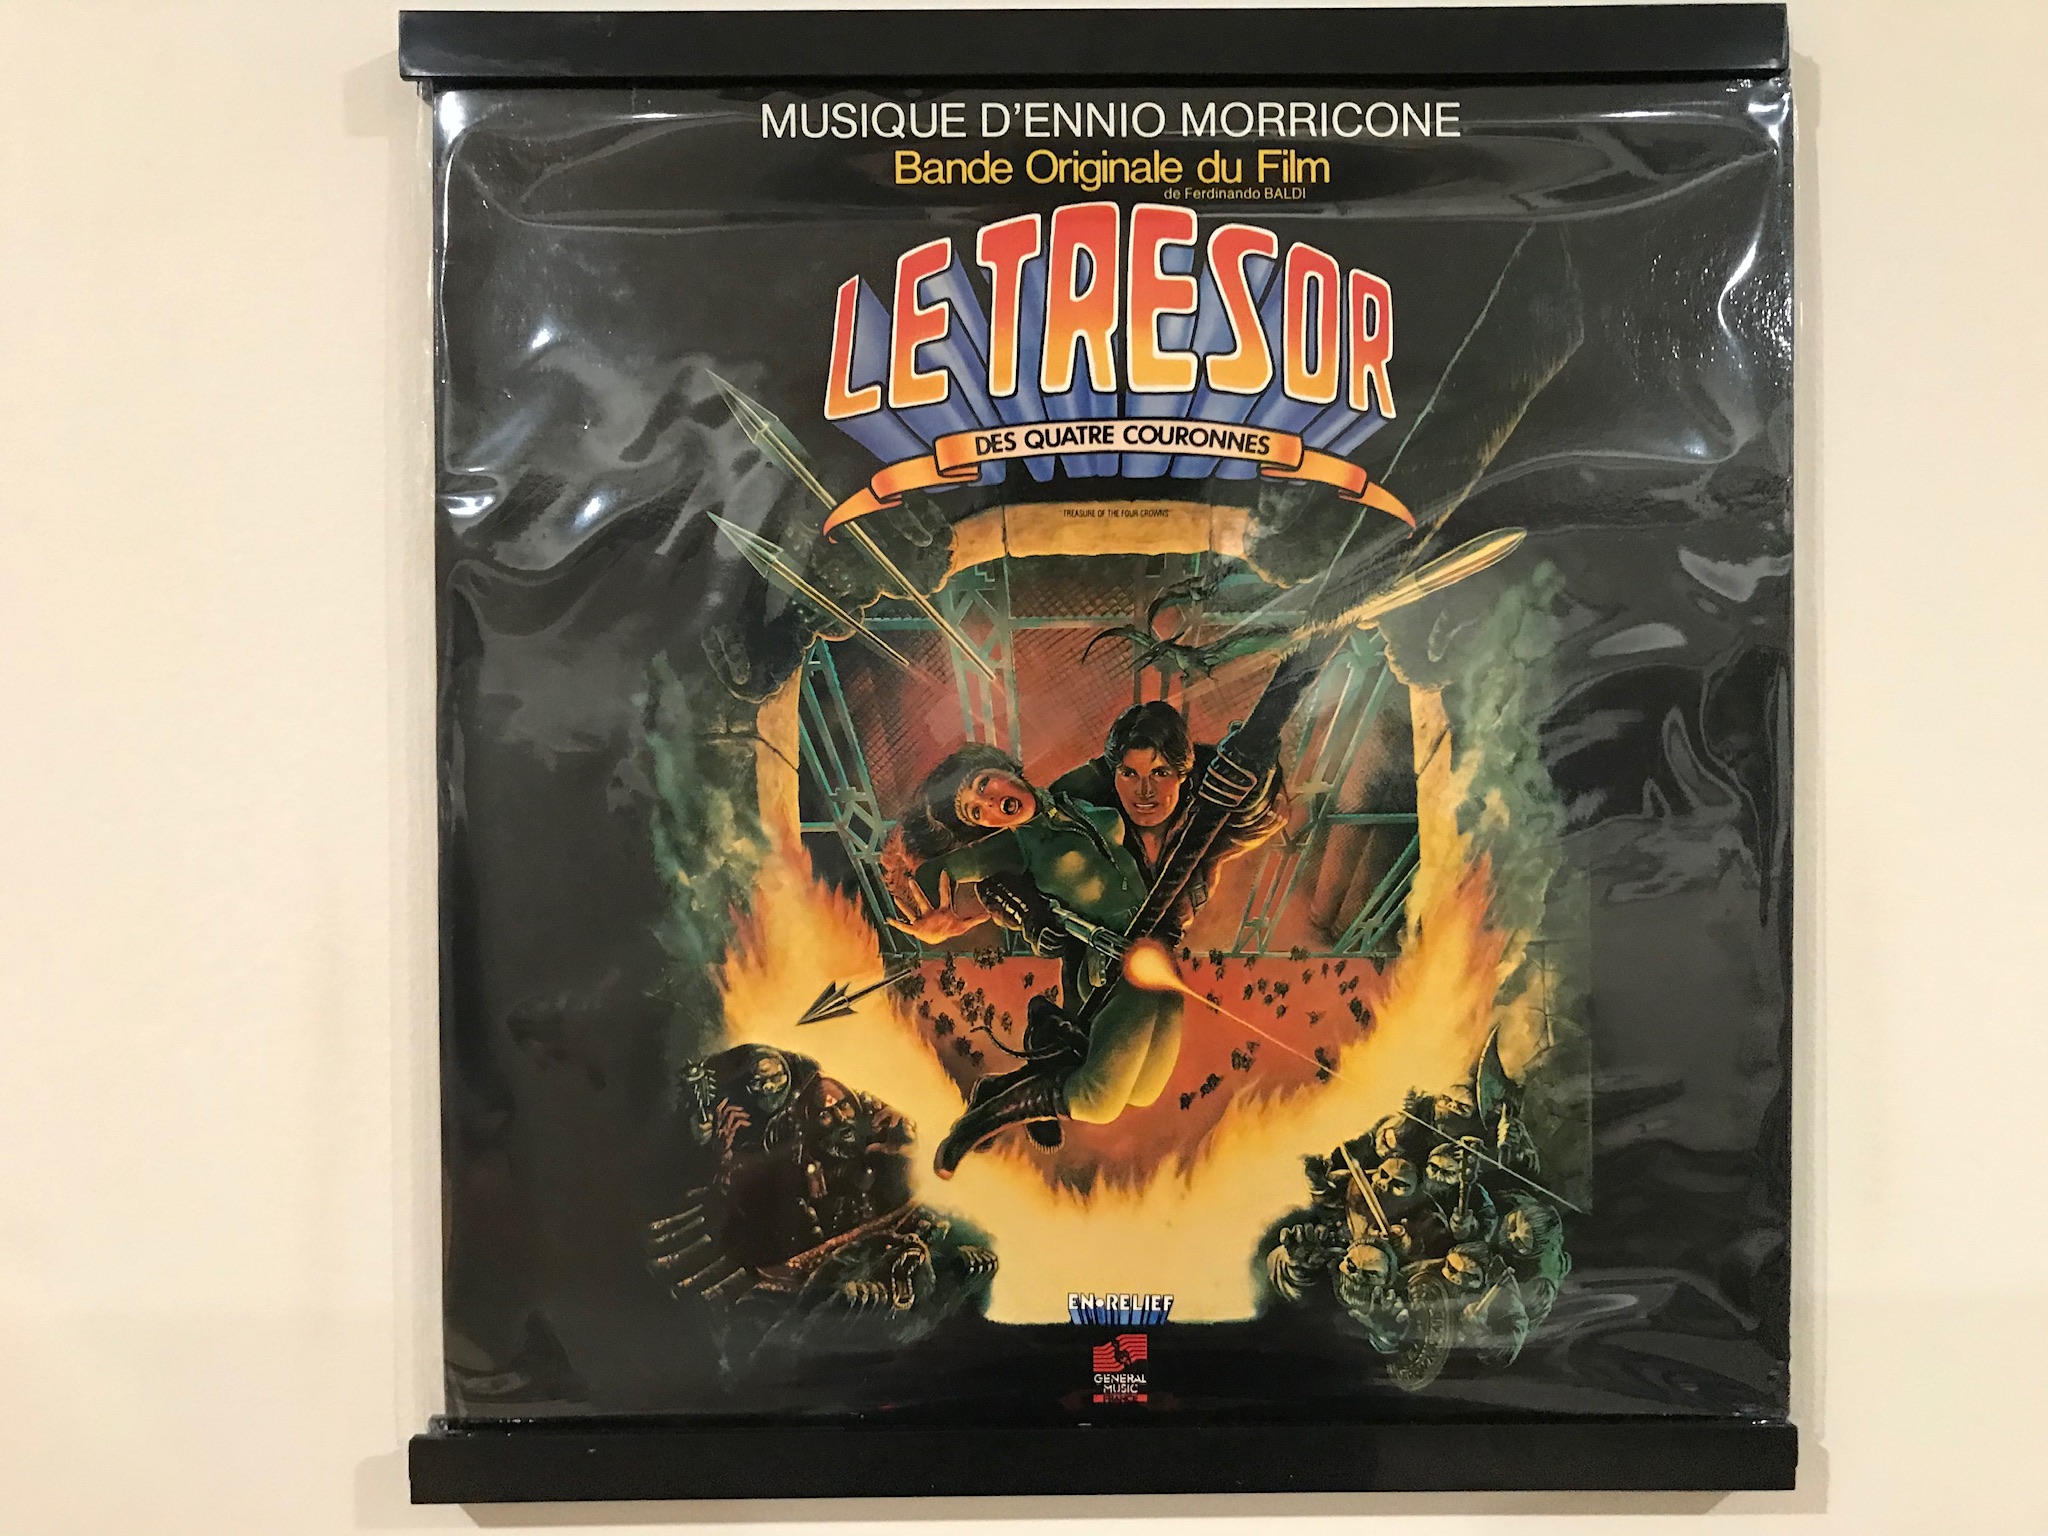 MUSIQUE D'ENNIO MORRICONE
Bande Originale du Film
de Ferdinando BALDI
LE TRESOR
DES QUATRE COURONNES
TREASURE OF THE FOUR CROWNS
EN•RELIEF
GENERAL
MUSIC
FRANCE